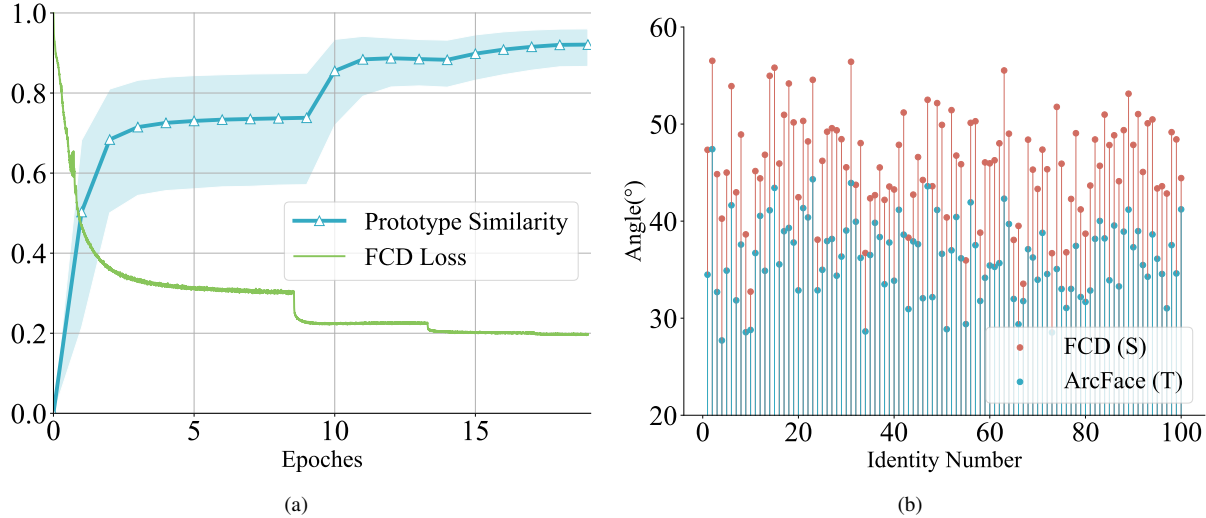 1.0
0.8
0.6
0.4
0.2
0.0
0
5
10
15
Epoches
Prototype Similarity
FCD Loss
(a)
60
50
40
30
20
Angle(°)
0
20
40
60
80
100
Identity Number
FCD (S)
ArcFace (T)
(b)